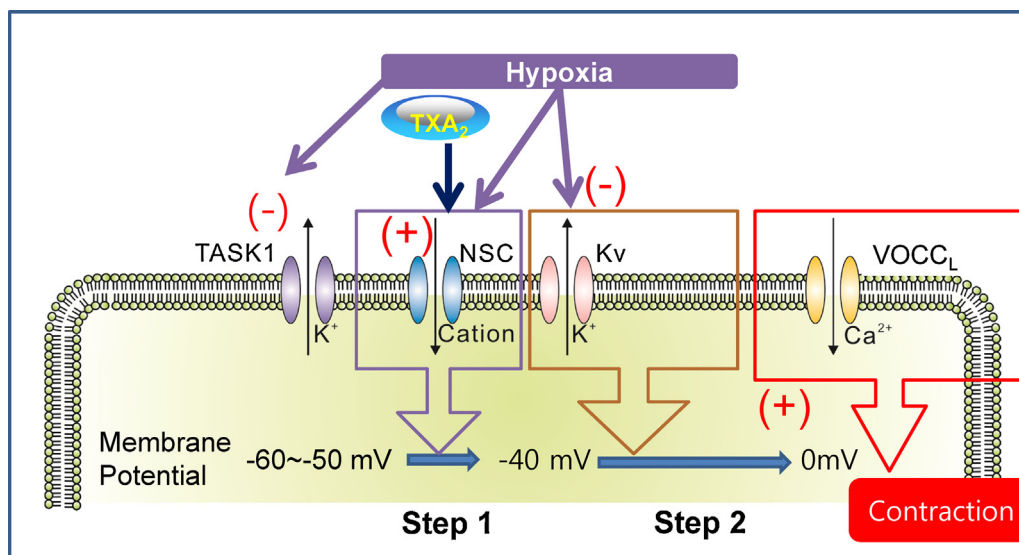 Hypoxia
TXA₂
(-)
(-)
(+)
TASK1
NSC
Kv
VOCC_L
K⁺
Cation
K⁺
Ca²⁺
(+)
Membrane
Potential
-60~-50 mV
-40 mV
0mV
Step 1
Step 2
Contraction